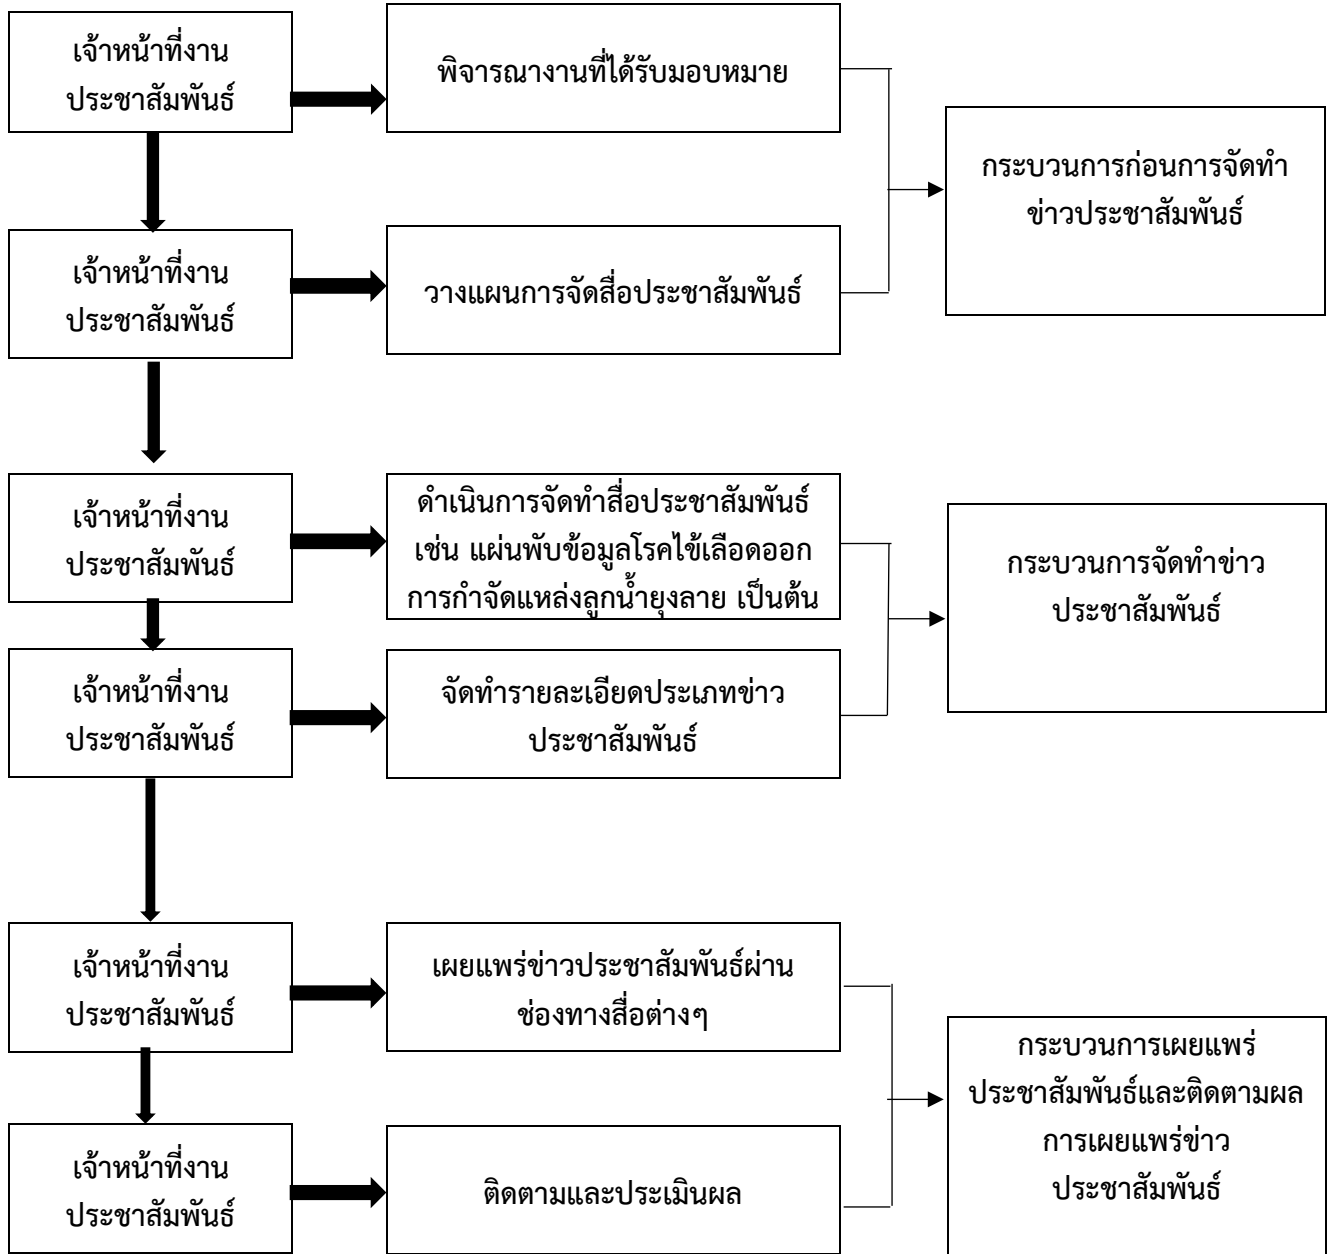 เจ้าหน้าที่งาน
ประชาสัมพันธ์
พิจารณางานที่ได้รับมอบหมาย
กระบวนการก่อนการจัดทำ
ข่าวประชาสัมพันธ์
เจ้าหน้าที่งาน
ประชาสัมพันธ์
วางแผนการจัดสื่อประชาสัมพันธ์
เจ้าหน้าที่งาน
ประชาสัมพันธ์
ดำเนินการจัดทำสื่อประชาสัมพันธ์
เช่น แผ่นพับข้อมูลโรคไข้เลือดออก
การกำจัดแหล่งลูกน้ำยุงลาย เป็นต้น
กระบวนการจัดทำข่าว
ประชาสัมพันธ์
เจ้าหน้าที่งาน
ประชาสัมพันธ์
จัดทำรายละเอียดประเภทข่าว
ประชาสัมพันธ์
เจ้าหน้าที่งาน
ประชาสัมพันธ์
เผยแพร่ข่าวประชาสัมพันธ์ผ่าน
ช่องทางสื่อต่างๆ
กระบวนการเผยแพร่
ประชาสัมพันธ์และติดตามผล
การเผยแพร่ข่าว
ประชาสัมพันธ์
เจ้าหน้าที่งาน
ประชาสัมพันธ์
ติดตามและประเมินผล